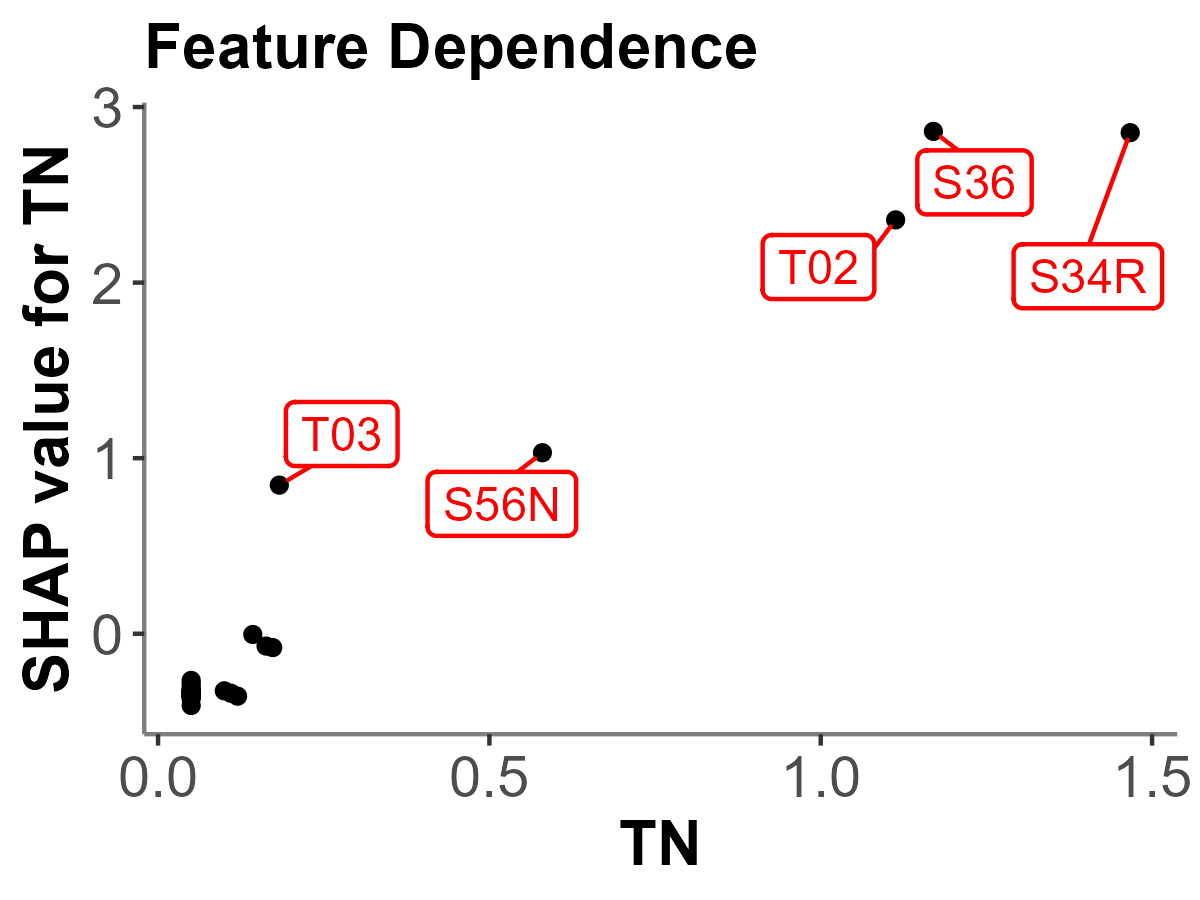 Feature Dependence
SHAP value for TN
3
2
1
0
S36
T02
S34R
T03
S56N
0.0
0.5
1.0
1.5
TN